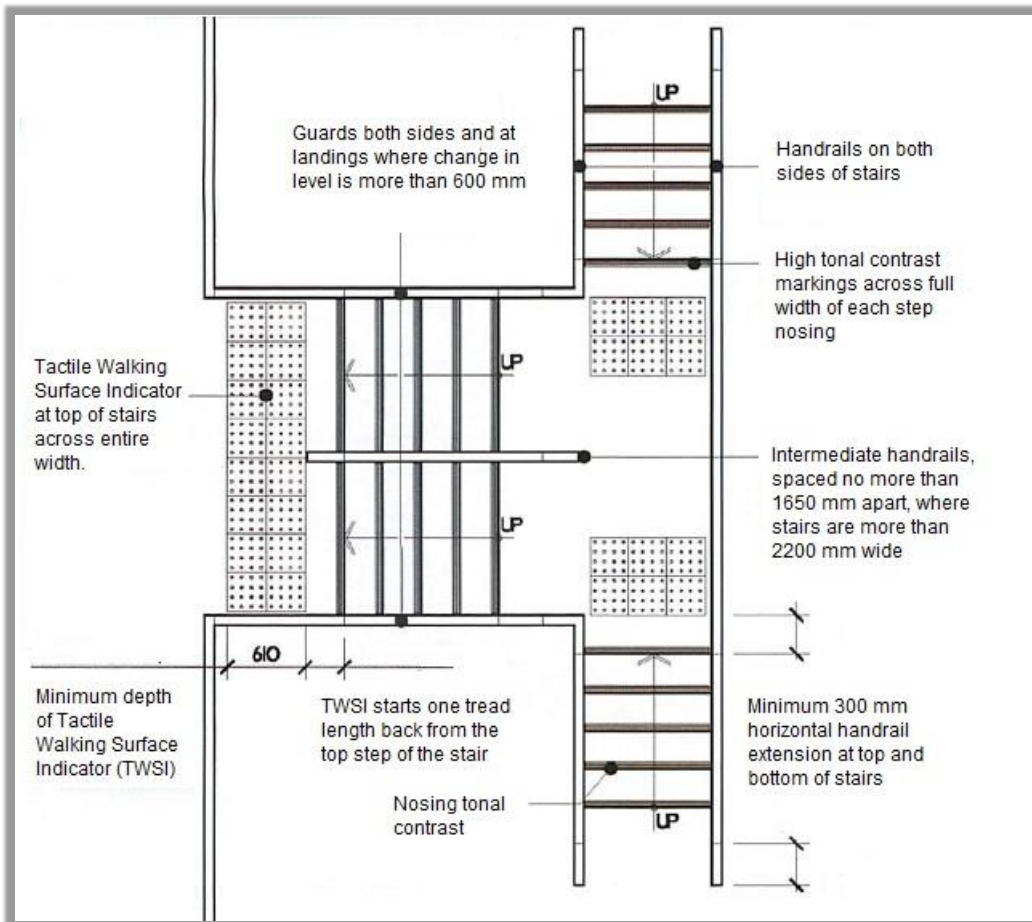 UP
Guards both sides and at
landings where change in
level is more than 600 mm
Handrails on both
sides of stairs
High tonal contrast
markings across full
width of each step
nosing
Tactile Walking
Surface Indicator
at top of stairs
across entire
width.
UP
Intermediate handrails,
spaced no more than
1650 mm apart, where
stairs are more than
2200 mm wide
UP
610
Minimum depth
of Tactile
Walking Surface
Indicator (TWSI)
TWSI starts one tread
length back from the
top step of the stair
Minimum 300 mm
horizontal handrail
extension at top and
bottom of stairs
Nosing tonal
contrast
UP